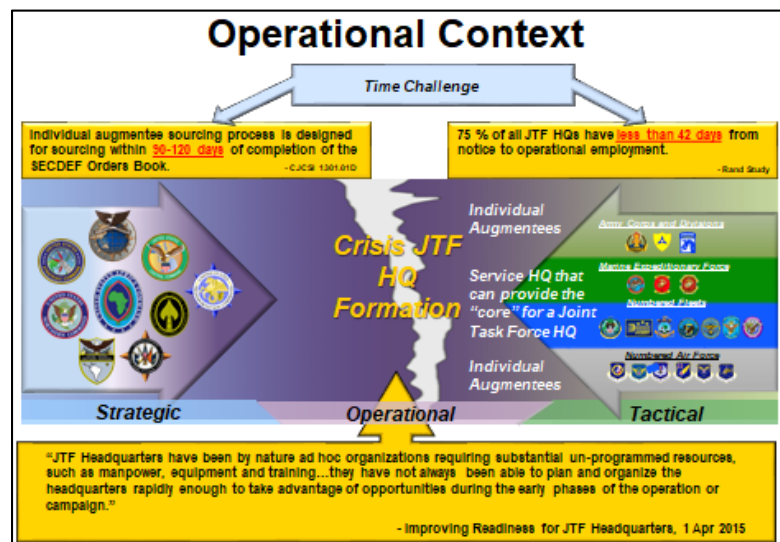 Operational Context
Time Challenge
Individual augmentee sourcing process is designed
for sourcing within 90-120 days of completion of the
SECDEF Orders Book.
- CJCSI 1301.01D
75 % of all JTF HQs have less than 42 days from
notice to operational employment.
- Rand Study
Crisis JTF
HQ
Formation
Individual
Augmentees
Service HQ that
can provide the
“core” for a Joint
Task Force HQ
Individual
Augmentees
Army Corps and Divisions
Marine Expeditionary Force
Numbered Fleets
Numbered Air Force
Strategic
Operational
Tactical
“JTF Headquarters have been by nature ad hoc organizations requiring substantial un-programmed resources,
such as manpower, equipment and training...they have not always been able to plan and organize the
headquarters rapidly enough to take advantage of opportunities during the early phases of the operation or
campaign.”
- Improving Readiness for JTF Headquarters, 1 Apr 2015